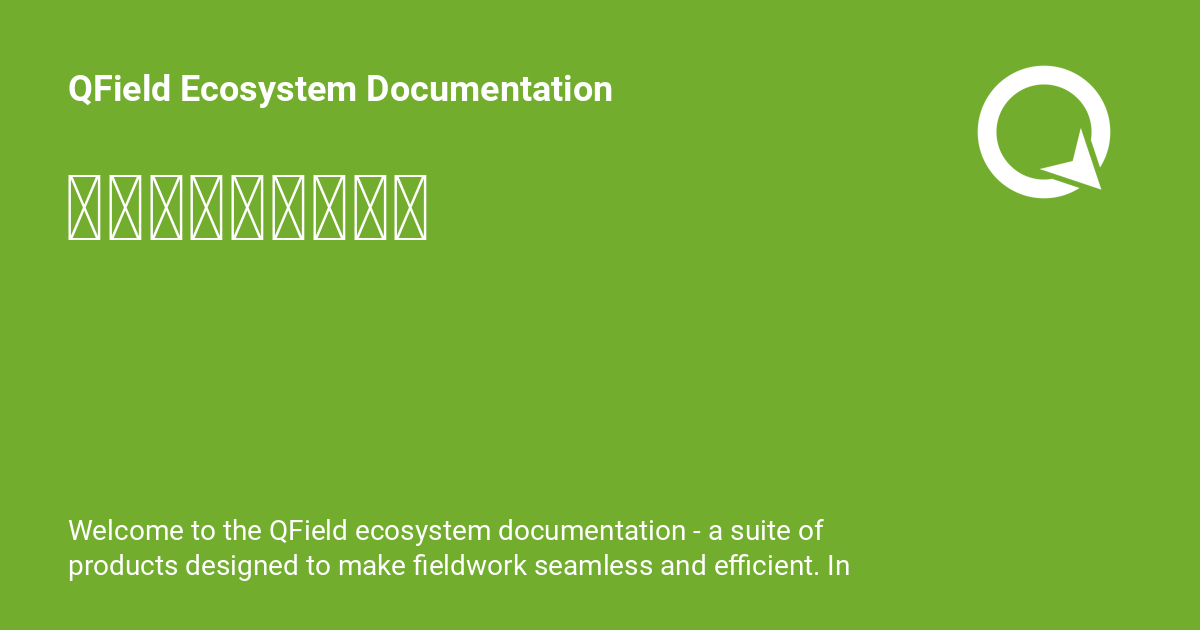 QField Ecosystem Documentation
Welcome to the QField ecosystem documentation - a suite of
products designed to make fieldwork seamless and efficient. In